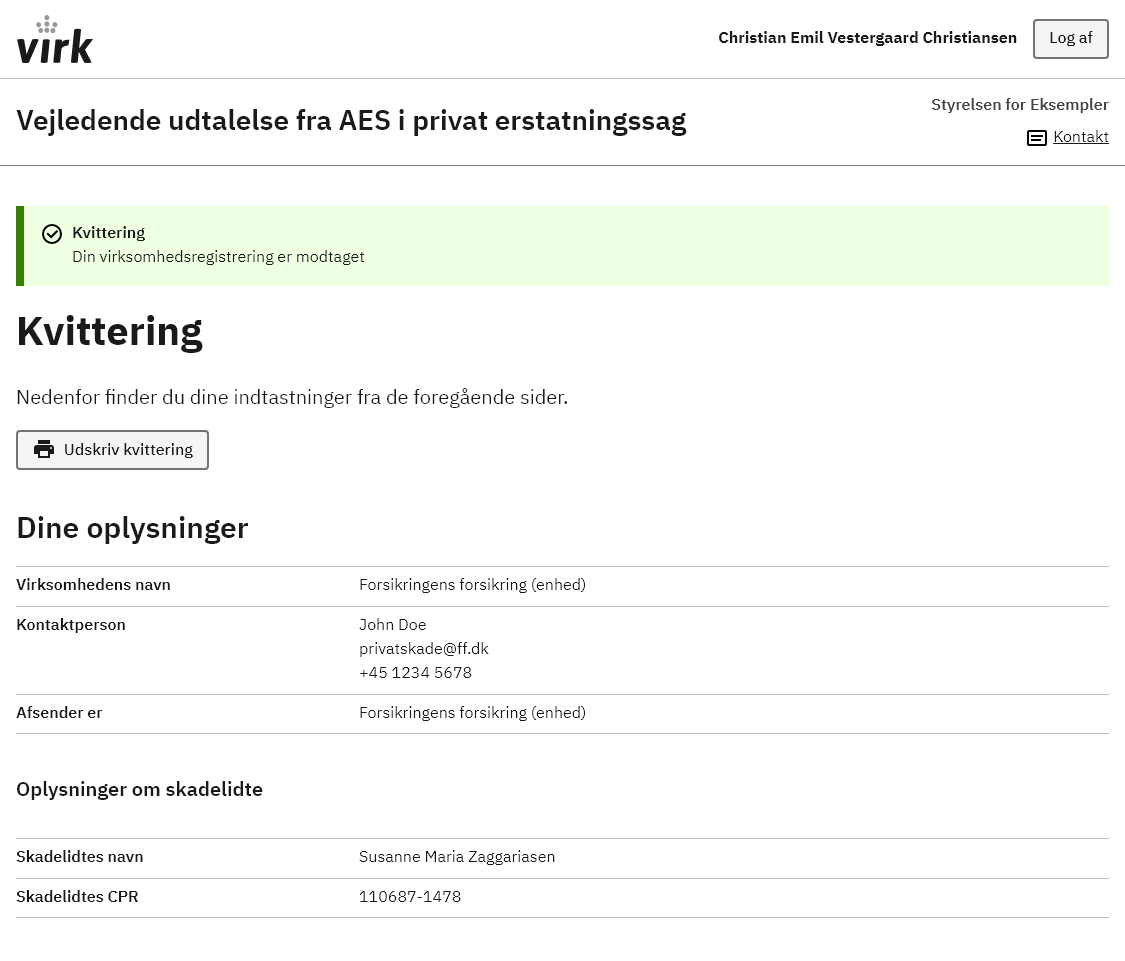 virk
Christian Emil Vestergaard Christiansen
Log af
Vejledende udtalelse fra AES i privat erstatningssag
Styrelsen for Eksempler
Kontakt
Kvittering
Din virksomhedsregistrering er modtaget
Kvittering
Nedenfor finder du dine indtastninger fra de foregående sider.
Udskriv kvittering
Dine oplysninger
Virksomhedens navn Forsikringens forsikring (enhed)
Kontaktperson John Doe
privatskade@ff.dk
+45 1234 5678
Afsender er Forsikringens forsikring (enhed)
Oplysninger om skadelidte
Skadelidtes navn Susanne Maria Zaggariasen
Skadelidtes CPR 110687-1478